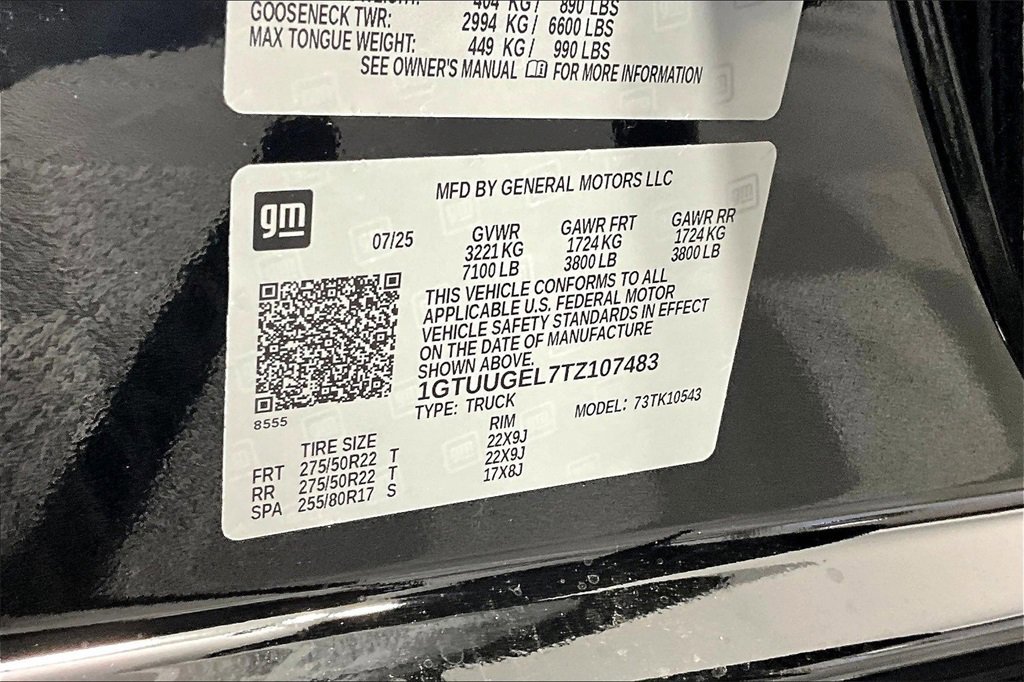 404 KG/ 890 LBS
GOOSENECK TWR: 2994 KG/ 6600 LBS
MAX TONGUE WEIGHT: 449 KG/ 990 LBS
SEE OWNER'S MANUAL FOR MORE INFORMATION
MFD BY GENERAL MOTORS LLC
gm
07/25 GVWR GAWR FRT GAWR RR
3221 KG 1724 KG 1724 KG
7100 LB 3800 LB 3800 LB
THIS VEHICLE CONFORMS TO ALL
APPLICABLE U.S. FEDERAL MOTOR
VEHICLE SAFETY STANDARDS IN EFFECT
ON THE DATE OF MANUFACTURE
SHOWN ABOVE.
1GTUUGEL7TZ107483
8555
TYPE: TRUCK MODEL: 73TK10543
TIRE SIZE RIM
FRT 275/50R22 T 22X9J
RR 275/50R22 T 22X9J
SPA 255/80R17 S 17X8J